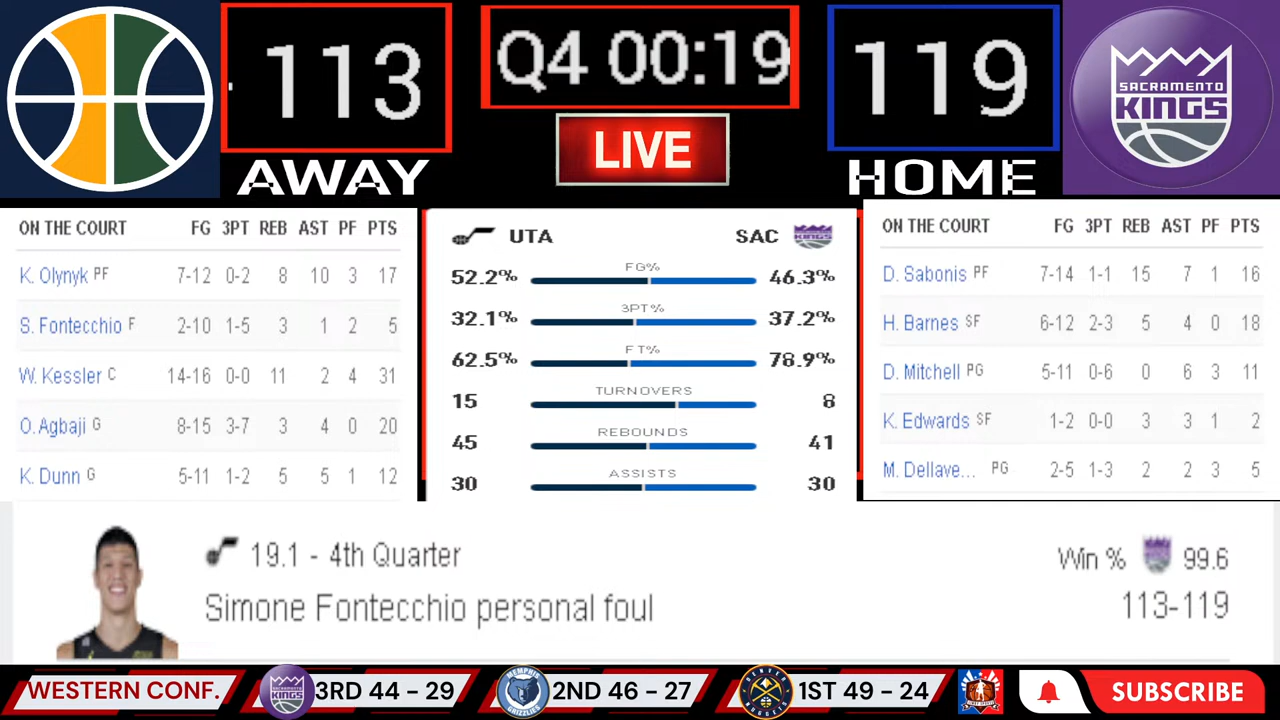 113
Q4 00:19
119
SACRAMENTO
KINGS
LIVE
AWAY
HOME
ON THE COURT FG 3PT REB AST PF PTS
K. Olynyk PF 7-12 0-2 8 10 3 17
S. Fontecchio F 2-10 1-5 3 1 2 5
W. Kessler C 14-16 0-0 11 2 4 31
O. Agbaji G 8-15 3-7 3 4 0 20
K. Dunn G 5-11 1-2 5 5 1 12
UTA SAC
KINGS
FG%
52.2% 46.3%
3PT%
32.1% 37.2%
FT%
62.5% 78.9%
TURNOVERS
15 8
REBOUNDS
45 41
ASSISTS
30 30
ON THE COURT FG 3PT REB AST PF PTS
D. Sabonis PF 7-14 1-1 15 7 1 16
H. Barnes SF 6-12 2-3 5 4 0 18
D. Mitchell PG 5-11 0-6 0 6 3 11
K. Edwards SF 1-2 0-0 3 3 1 2
M. Dellave... PG 2-5 1-3 2 2 3 5
19.1 - 4th Quarter
Simone Fontecchio personal foul
Win % 99.6
113-119
WESTERN CONF. KINGS 3RD 44 - 29 MEMPHIS GRIZZLIES 2ND 46 - 27 DENVER NUGGETS 1ST 49 - 24 SUBSCRIBE